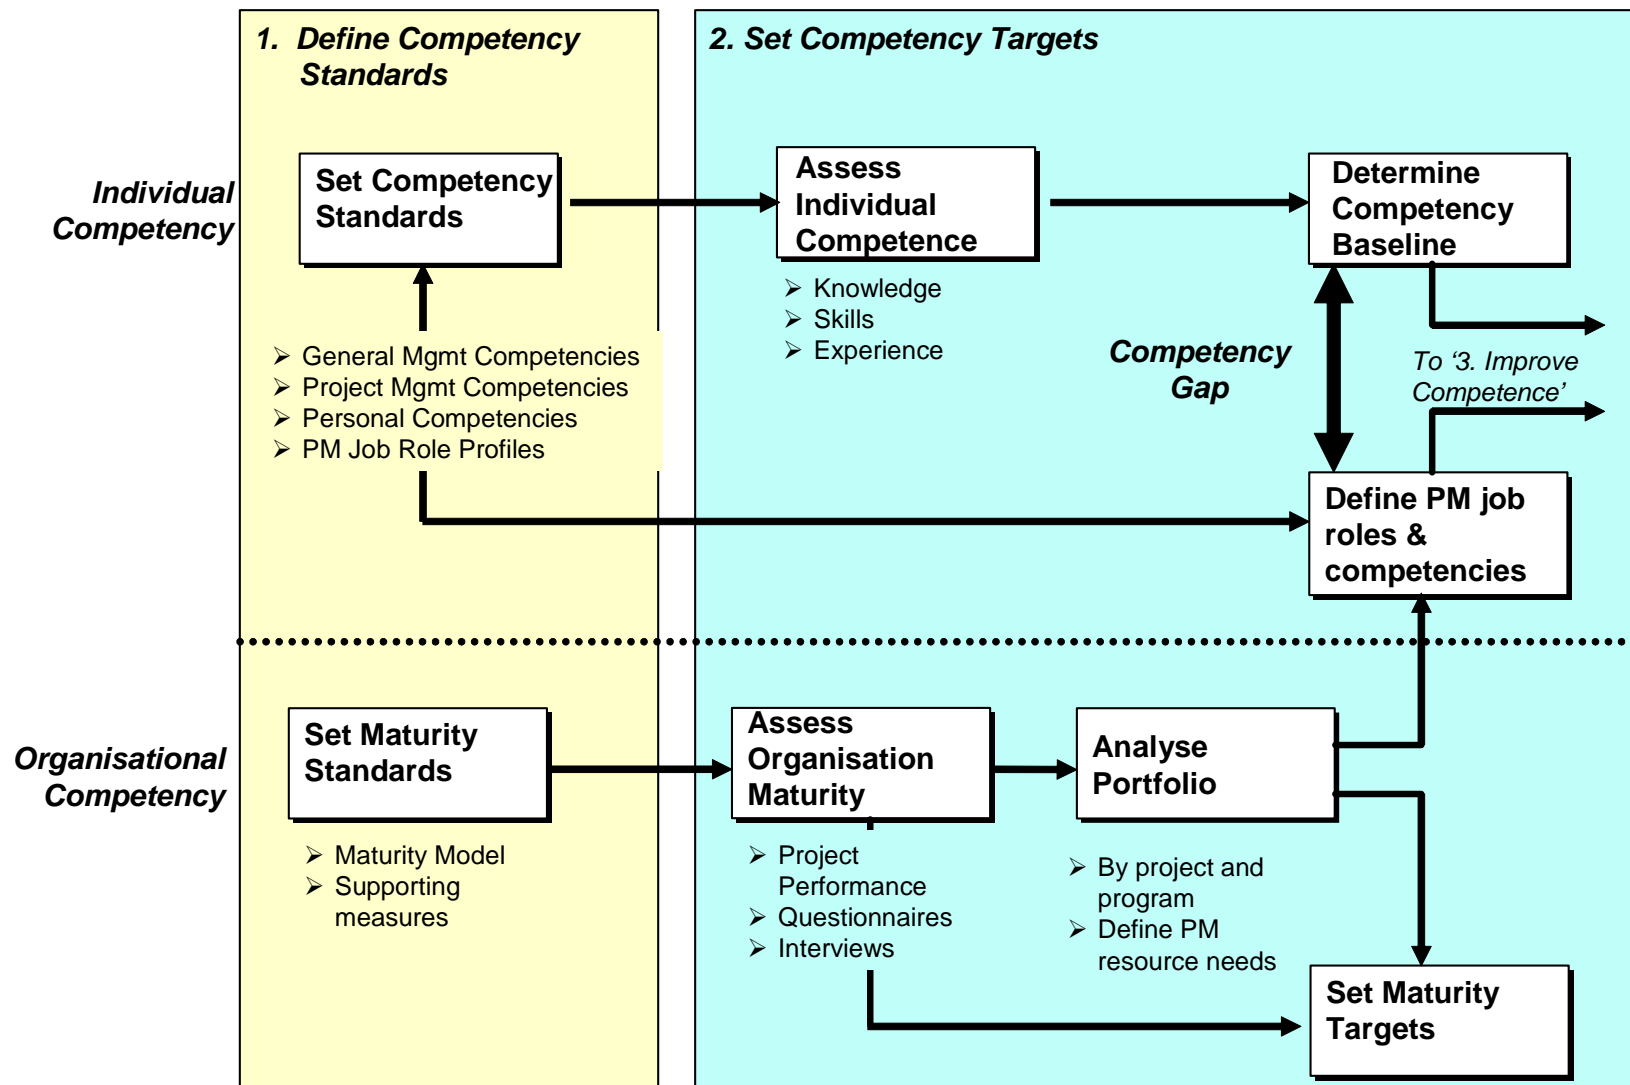 1. Define Competency
Standards
2. Set Competency Targets
Individual
Competency
Set Competency
Standards
Assess
Individual
Competence
Determine
Competency
Baseline
➢ Knowledge
➢ Skills
➢ Experience
➢ General Mgmt Competencies
➢ Project Mgmt Competencies
➢ Personal Competencies
➢ PM Job Role Profiles
Competency
Gap
To ‘3. Improve
Competence’
Define PM job
roles &
competencies
Organisational
Competency
Set Maturity
Standards
Assess
Organisation
Maturity
Analyse
Portfolio
➢ Maturity Model
➢ Supporting
measures
➢ Project
Performance
➢ Questionnaires
➢ Interviews
➢ By project and
program
➢ Define PM
resource needs
Set Maturity
Targets